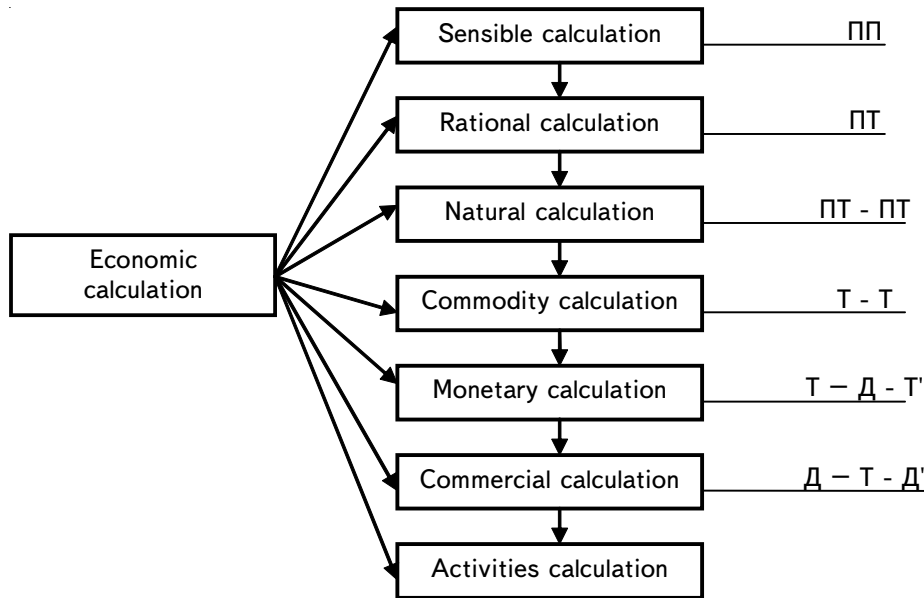 Sensible calculation ПП
Rational calculation ПТ
Natural calculation ПТ - ПТ
Economic
calculation
Commodity calculation Т - Т
Monetary calculation Т – Д - Т'
Commercial calculation Д – Т - Д'
Activities calculation